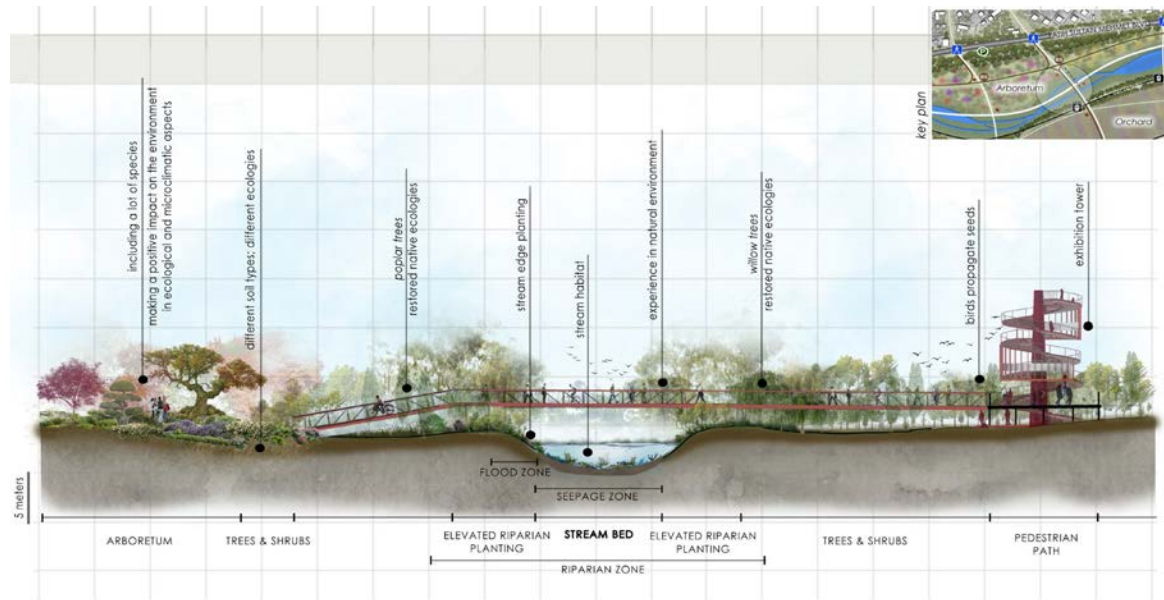 including a lot of species
making a positive impact on the environment
in ecological and microclimatic aspects
different soil types; different ecologies
poplar trees
restored native ecologies
stream edge planting
stream habitat
experience in natural environment
willow trees
restored native ecologies
birds propagate seeds
exhibition tower
key plan
P
Arboretum
Orchard
FLOOD ZONE
SEEPAGE ZONE
5 meters
ARBORETUM
TREES & SHRUBS
ELEVATED RIPARIAN
PLANTING
STREAM BED
ELEVATED RIPARIAN
PLANTING
TREES & SHRUBS
PEDESTRIAN
PATH
RIPARIAN ZONE